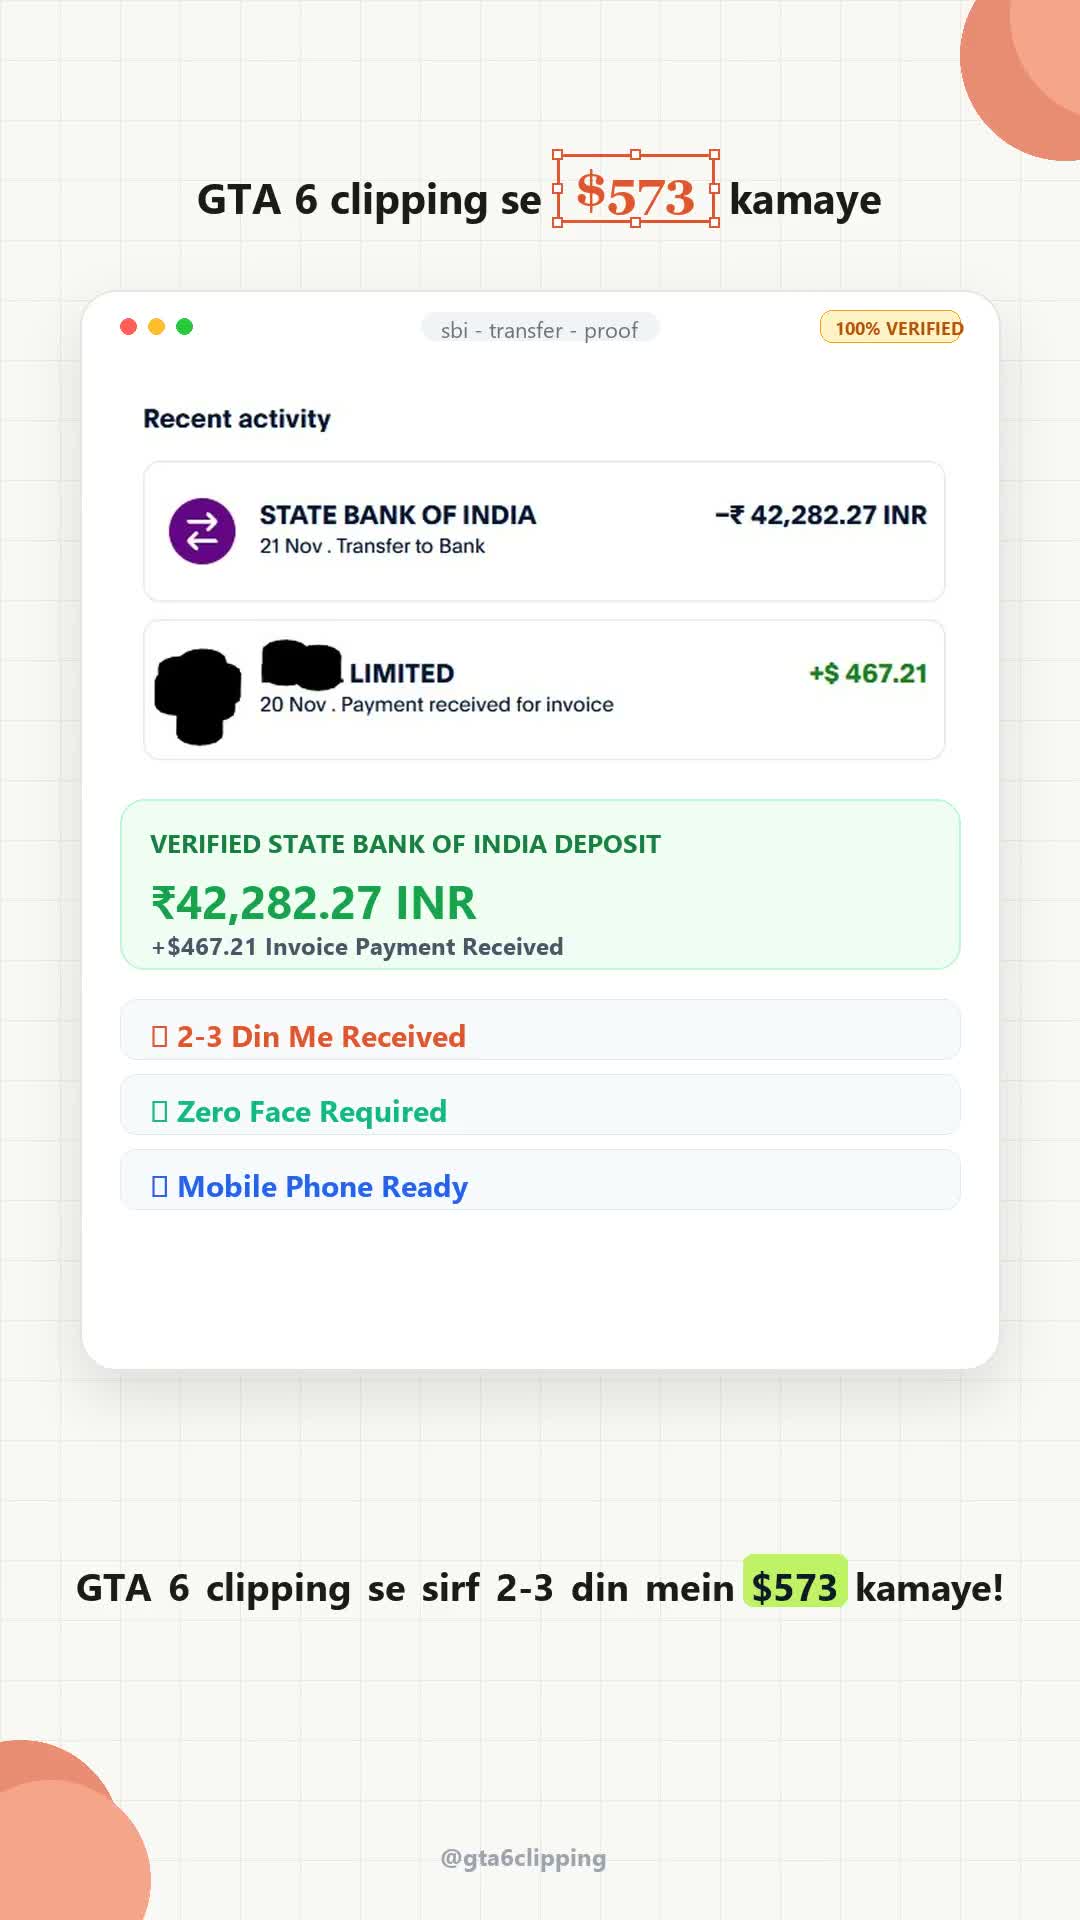 GTA 6 clipping se $573 kamaye
sbi - transfer - proof
100% VERIFIED
Recent activity
STATE BANK OF INDIA
−₹ 42,282.27 INR
21 Nov . Transfer to Bank
LIMITED
+$ 467.21
20 Nov . Payment received for invoice
VERIFIED STATE BANK OF INDIA DEPOSIT
₹42,282.27 INR
+$467.21 Invoice Payment Received
2-3 Din Me Received
Zero Face Required
Mobile Phone Ready
GTA 6 clipping se sirf 2-3 din mein $573 kamaye!
@gta6clipping